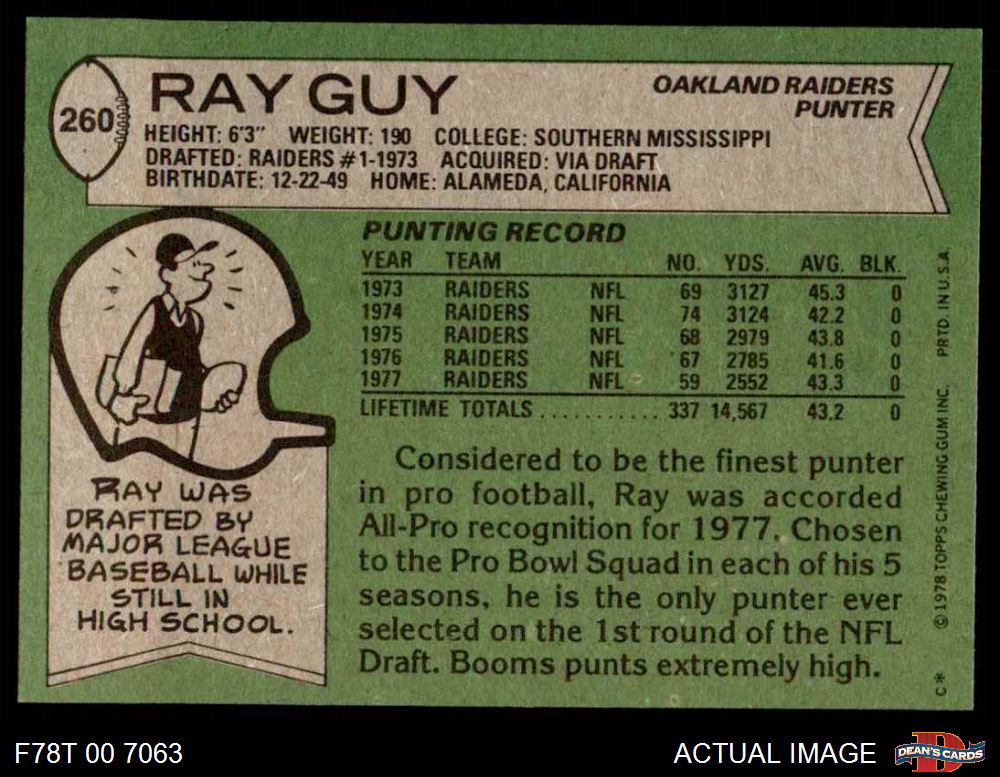 260
RAY GUY
OAKLAND RAIDERS
PUNTER
HEIGHT: 6'3" WEIGHT: 190 COLLEGE: SOUTHERN MISSISSIPPI
DRAFTED: RAIDERS #1-1973 ACQUIRED: VIA DRAFT
BIRTHDATE: 12-22-49 HOME: ALAMEDA, CALIFORNIA
PUNTING RECORD
YEAR TEAM NO. YDS. AVG. BLK.
1973 RAIDERS NFL 69 3127 45.3 0
1974 RAIDERS NFL 74 3124 42.2 0
1975 RAIDERS NFL 68 2979 43.8 0
1976 RAIDERS NFL 67 2785 41.6 0
1977 RAIDERS NFL 59 2552 43.3 0
LIFETIME TOTALS ............ 337 14,567 43.2 0
RAY WAS
DRAFTED BY
MAJOR LEAGUE
BASEBALL WHILE
STILL IN
HIGH SCHOOL.
Considered to be the finest punter
in pro football, Ray was accorded
All-Pro recognition for 1977. Chosen
to the Pro Bowl Squad in each of his 5
seasons, he is the only punter ever
selected on the 1st round of the NFL
Draft. Booms punts extremely high.
C* © 1978 TOPPS CHEWING GUM INC. PRTD. IN U.S.A.
F78T 00 7063
ACTUAL IMAGE
D
DEAN'S CARDS